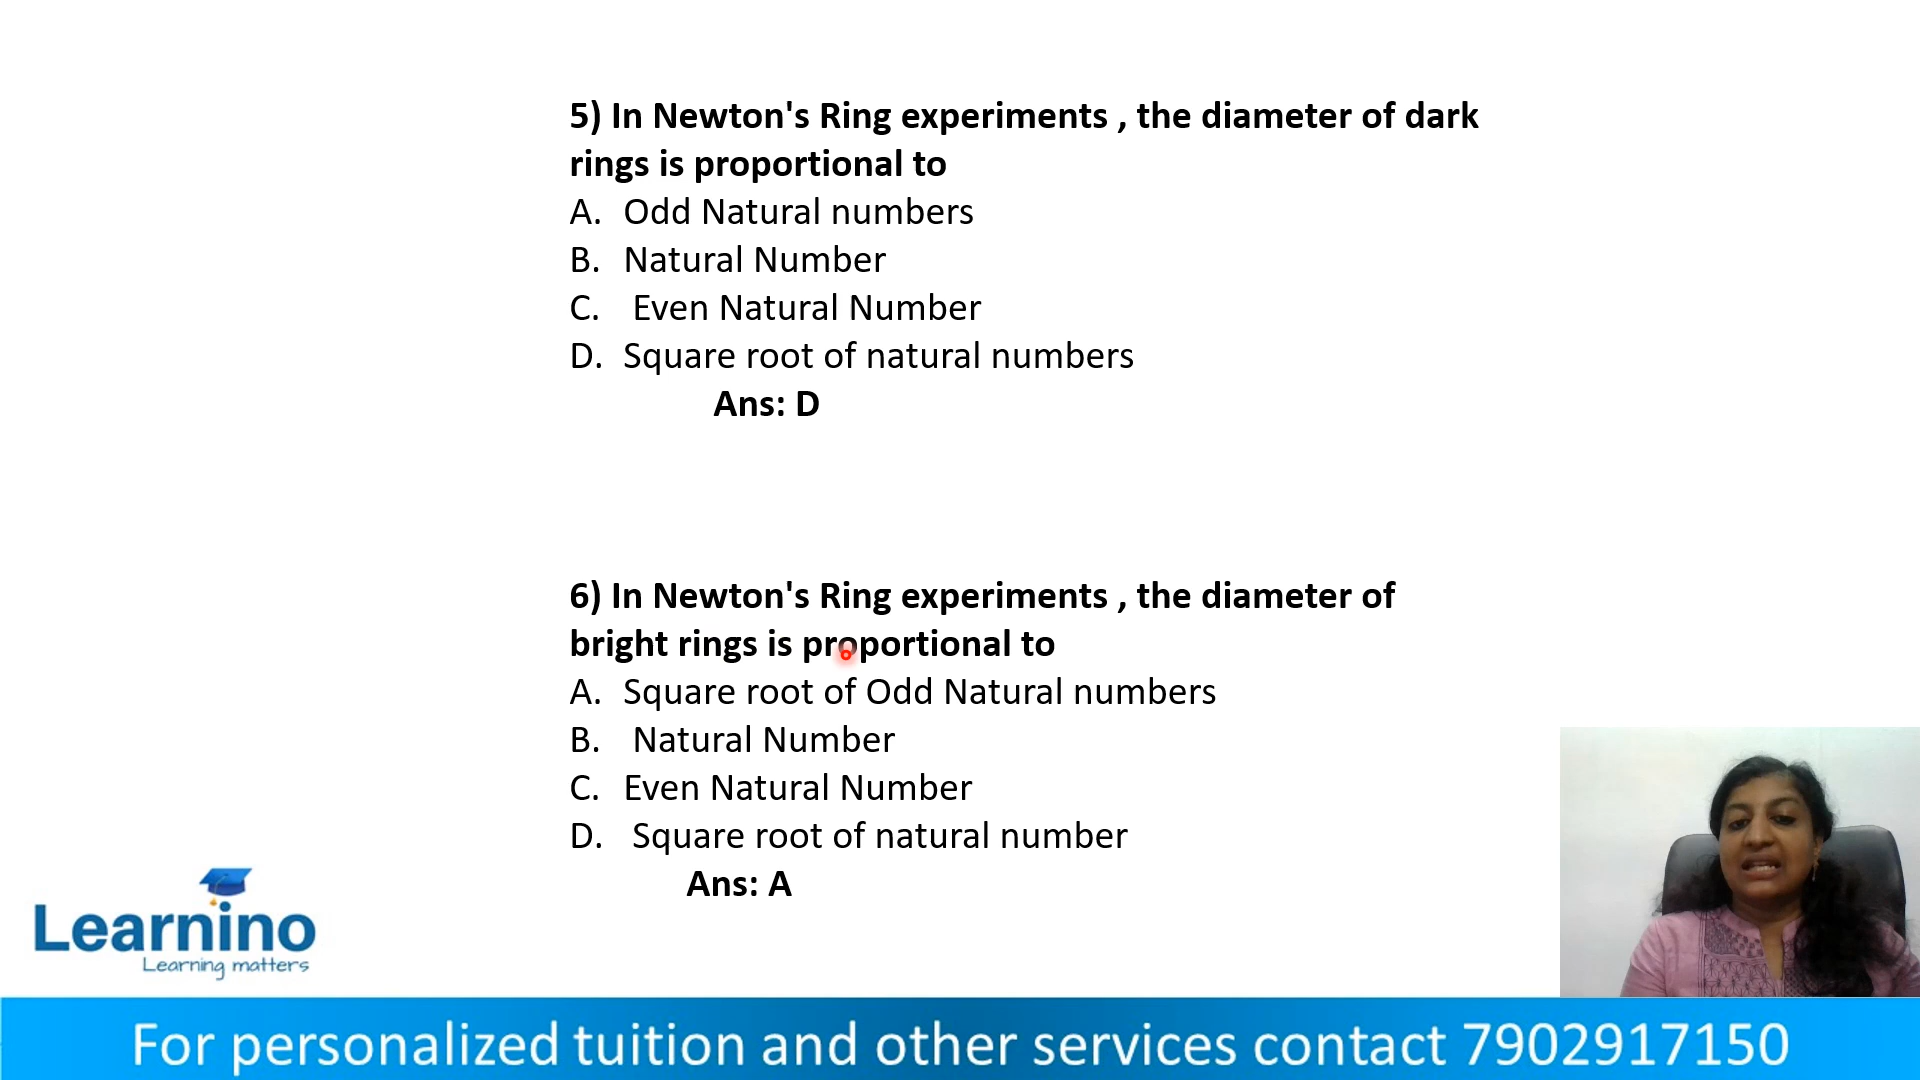 5) In Newton's Ring experiments , the diameter of dark
rings is proportional to
A. Odd Natural numbers
B. Natural Number
C. Even Natural Number
D. Square root of natural numbers
Ans: D
6) In Newton's Ring experiments , the diameter of
bright rings is proportional to
A. Square root of Odd Natural numbers
B. Natural Number
C. Even Natural Number
D. Square root of natural number
Ans: A
Learnino
Learning matters
For personalized tuition and other services contact 7902917150